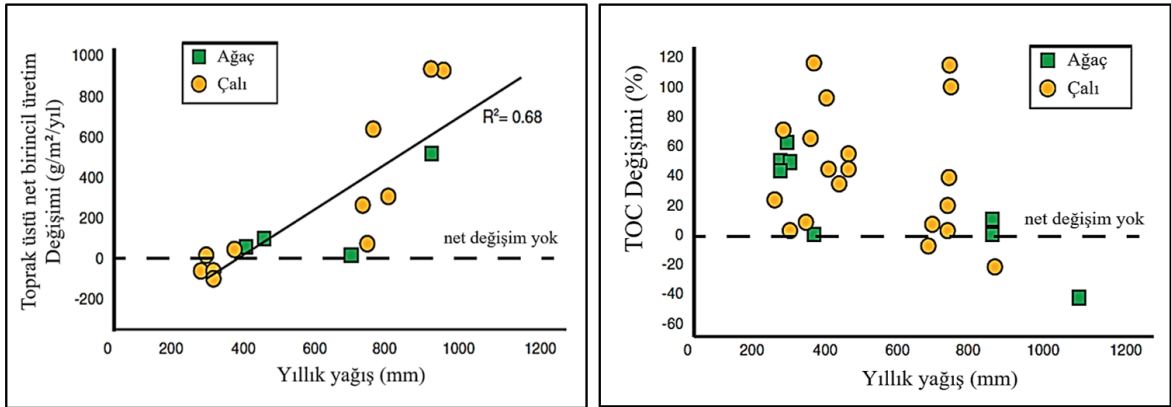 Toprak üstü net birincil üretim
Değişimi (g/m²/yıl)
1000
800
600
400
200
0
-200
Ağaç
Çalı
R²= 0.68
net değişim yok
0 200 400 600 800 1000 1200
Yıllık yağış (mm)
TOC Değişimi (%)
120
100
80
60
40
20
0
-20
-40
-60
Ağaç
Çalı
net değişim yok
0 200 400 600 800 1000 1200
Yıllık yağış (mm)